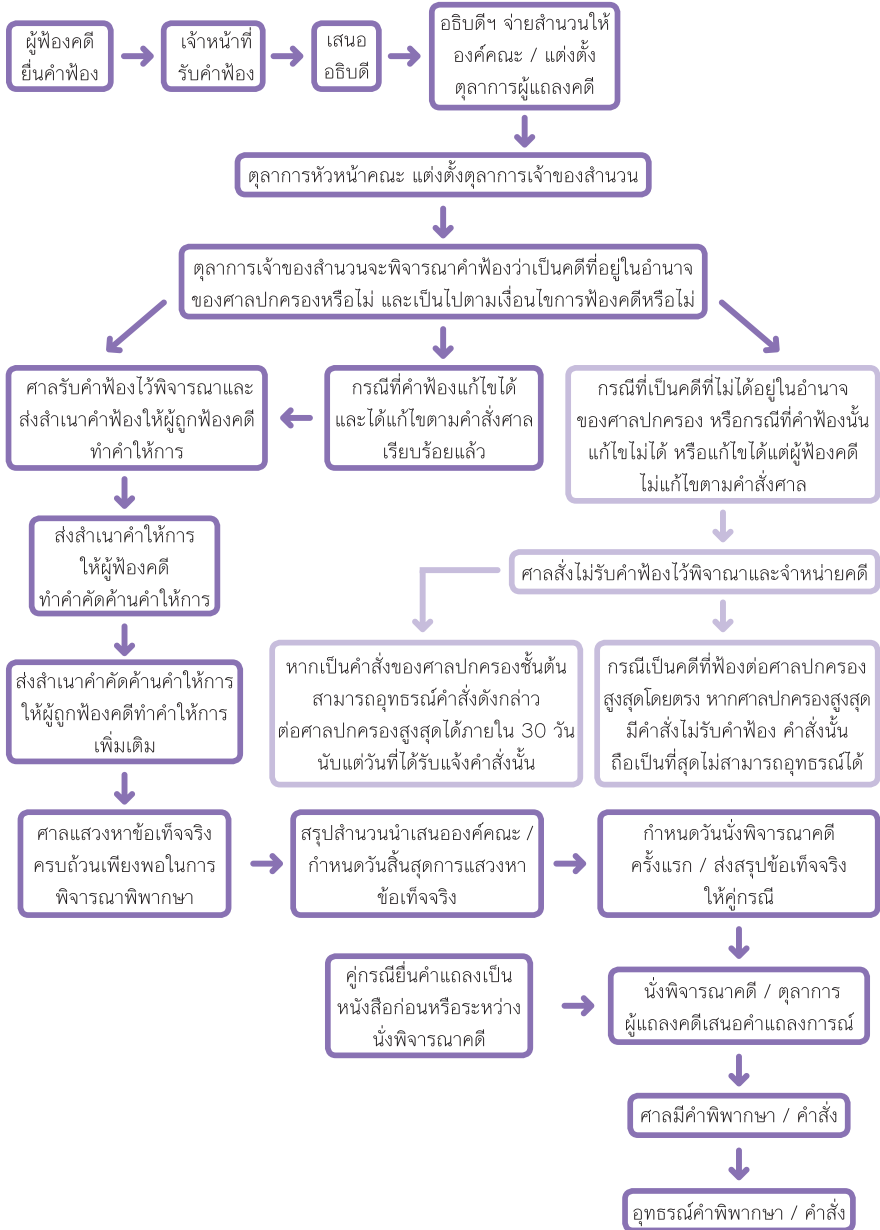 ผู้ฟ้องคดี
ยื่นคำฟ้อง
เจ้าหน้าที่
รับคำฟ้อง
เสนอ
อธิบดี
อธิบดีฯ จ่ายสำนวนให้
องค์คณะ / แต่งตั้ง
ตุลาการผู้แถลงคดี
ตุลาการหัวหน้าคณะ แต่งตั้งตุลาการเจ้าของสำนวน
ตุลาการเจ้าของสำนวนจะพิจารณาคำฟ้องว่าเป็นคดีที่อยู่ในอำนาจ
ของศาลปกครองหรือไม่ และเป็นไปตามเงื่อนไขการฟ้องคดีหรือไม่
ศาลรับคำฟ้องไว้พิจารณาและ
ส่งสำเนาคำฟ้องให้ผู้ถูกฟ้องคดี
ทำคำให้การ
กรณีที่คำฟ้องแก้ไขได้
และได้แก้ไขตามคำสั่งศาล
เรียบร้อยแล้ว
กรณีที่เป็นคดีที่ไม่ได้อยู่ในอำนาจ
ของศาลปกครอง หรือกรณีที่คำฟ้องนั้น
แก้ไขไม่ได้ หรือแก้ไขได้แต่ผู้ฟ้องคดี
ไม่แก้ไขตามคำสั่งศาล
ส่งสำเนาคำให้การ
ให้ผู้ฟ้องคดี
ทำคำคัดค้านคำให้การ
ศาลสั่งไม่รับคำฟ้องไว้พิจาณาและจำหน่ายคดี
ส่งสำเนาคำคัดค้านคำให้การ
ให้ผู้ถูกฟ้องคดีทำคำให้การ
เพิ่มเติม
หากเป็นคำสั่งของศาลปกครองชั้นต้น
สามารถอุทธรณ์คำสั่งดังกล่าว
ต่อศาลปกครองสูงสุดได้ภายใน 30 วัน
นับแต่วันที่ได้รับแจ้งคำสั่งนั้น
กรณีเป็นคดีที่ฟ้องต่อศาลปกครอง
สูงสุดโดยตรง หากศาลปกครองสูงสุด
มีคำสั่งไม่รับคำฟ้อง คำสั่งนั้น
ถือเป็นที่สุดไม่สามารถอุทธรณ์ได้
ศาลแสวงหาข้อเท็จจริง
ครบถ้วนเพียงพอในการ
พิจารณาพิพากษา
สรุปสำนวนนำเสนอองค์คณะ /
กำหนดวันสิ้นสุดการแสวงหา
ข้อเท็จจริง
กำหนดวันนั่งพิจารณาคดี
ครั้งแรก / ส่งสรุปข้อเท็จจริง
ให้คู่กรณี
คู่กรณียื่นคำแถลงเป็น
หนังสือก่อนหรือระหว่าง
นั่งพิจารณาคดี
นั่งพิจารณาคดี / ตุลาการ
ผู้แถลงคดีเสนอคำแถลงการณ์
ศาลมีคำพิพากษา / คำสั่ง
อุทธรณ์คำพิพากษา / คำสั่ง